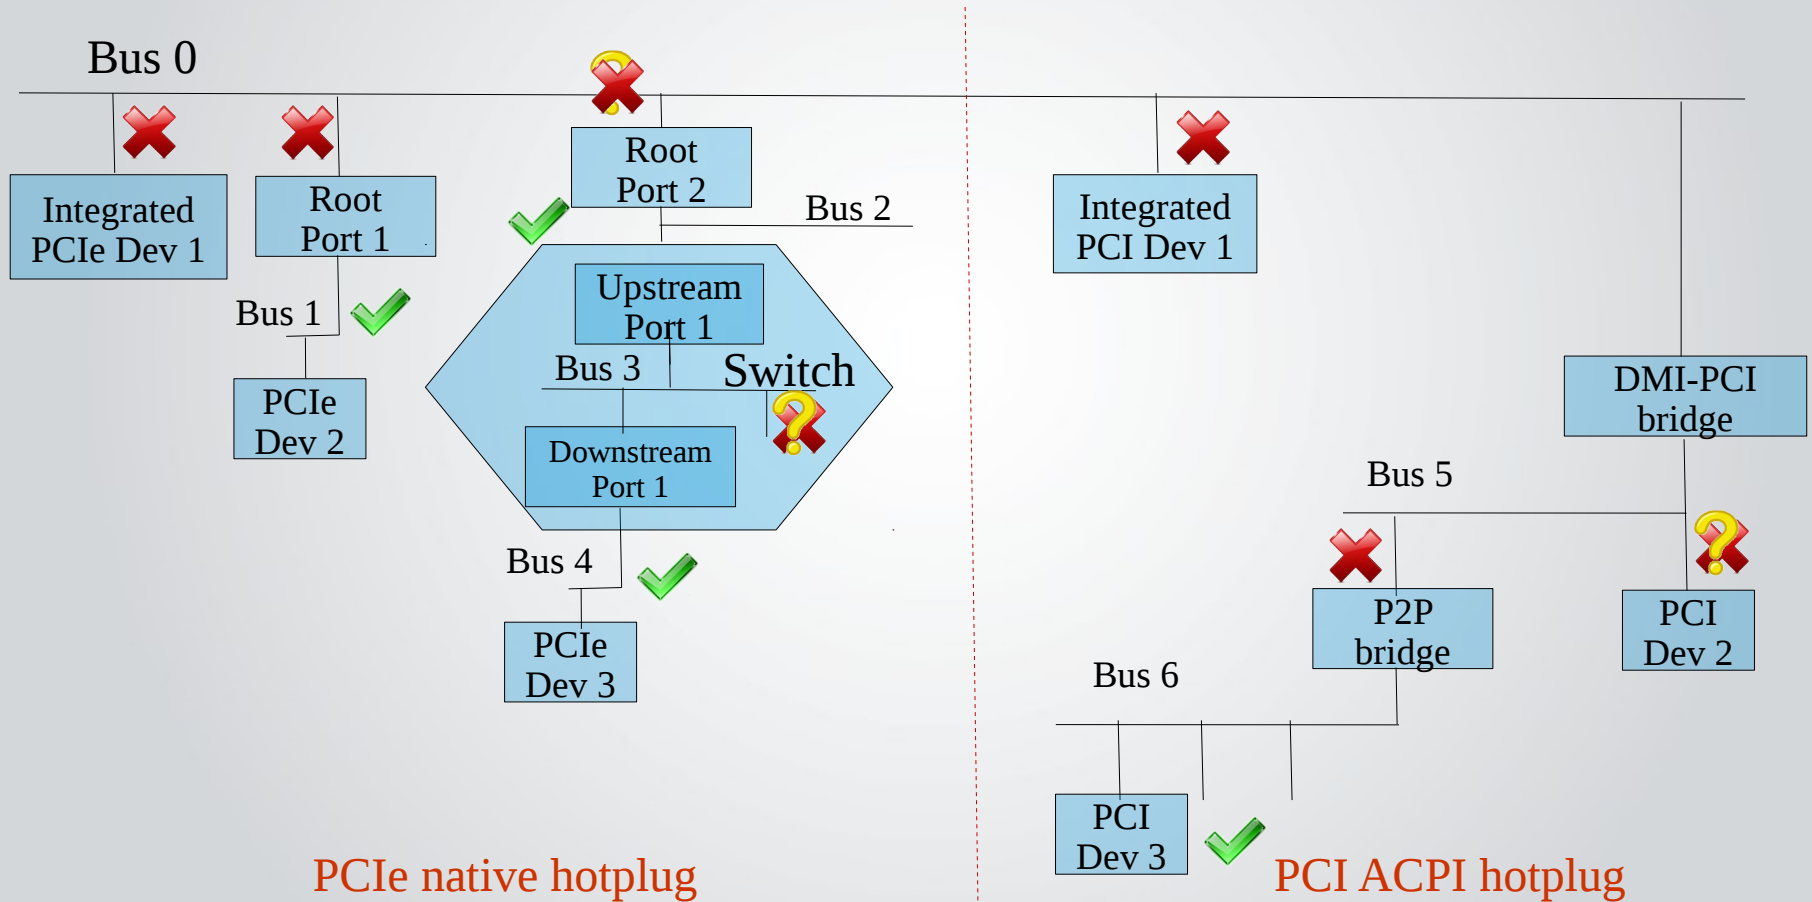 Bus 0
Integrated
PCIe Dev 1
Root
Port 1
Bus 1
PCIe
Dev 2
Root
Port 2
Bus 2
Upstream
Port 1
Bus 3
Switch
Downstream
Port 1
Bus 4
PCIe
Dev 3
PCIe native hotplug
Integrated
PCI Dev 1
DMI-PCI
bridge
Bus 5
P2P
bridge
PCI
Dev 2
Bus 6
PCI
Dev 3
PCI ACPI hotplug